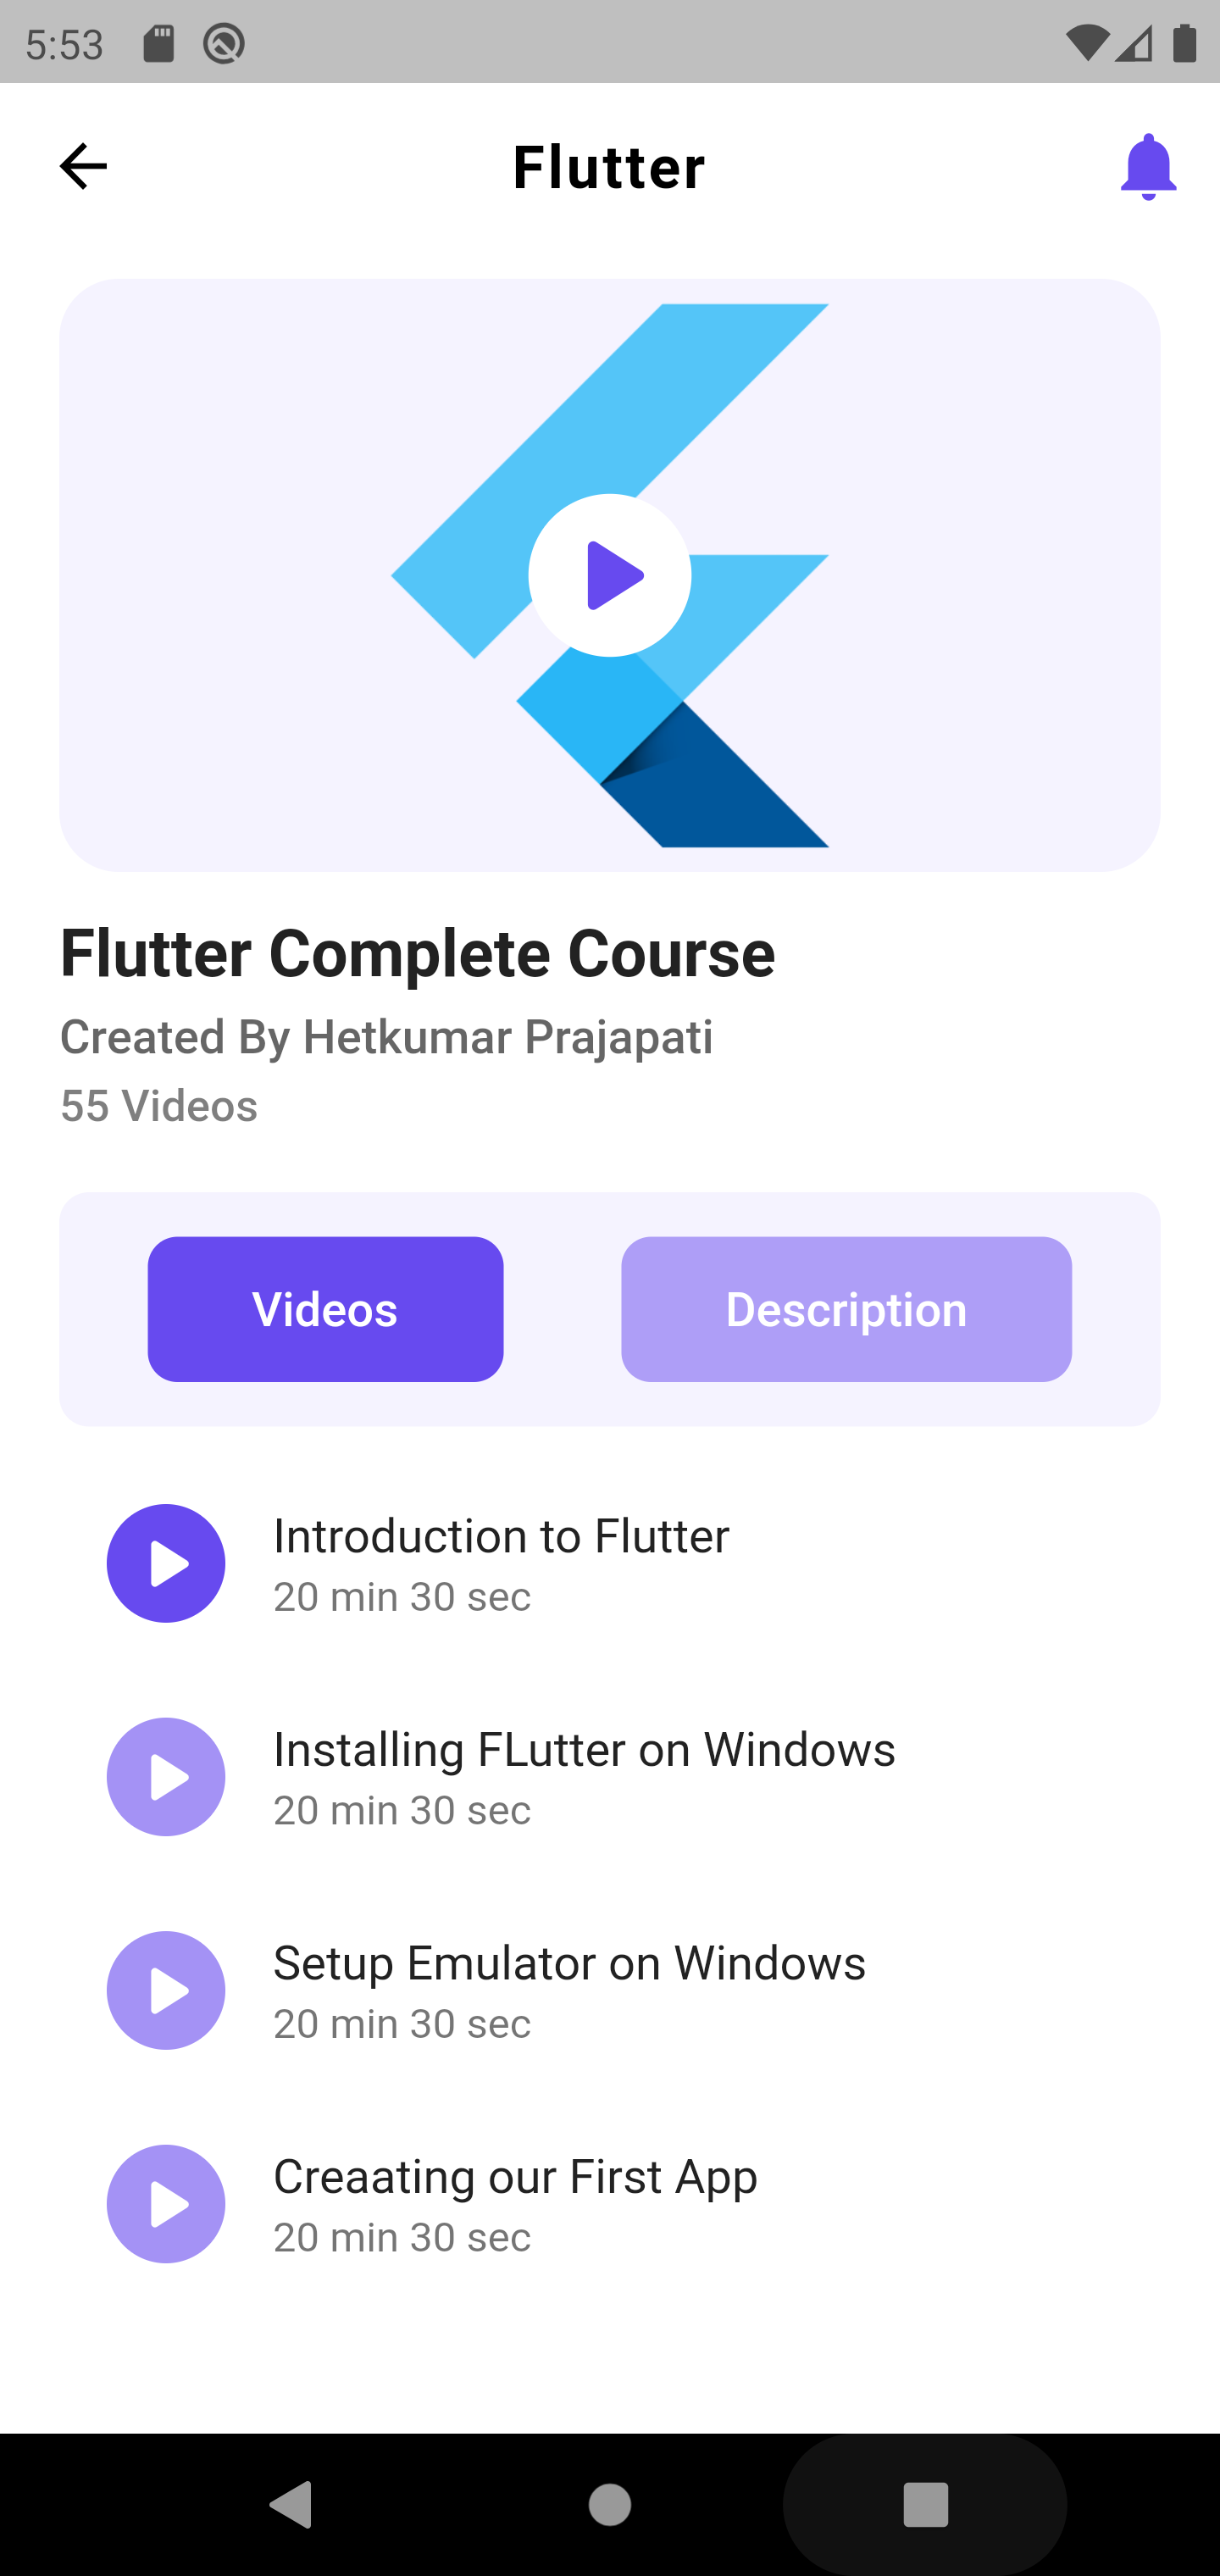 5:53
Flutter
Flutter Complete Course
Created By Hetkumar Prajapati
55 Videos
Videos
Description
Introduction to Flutter
20 min 30 sec
Installing FLutter on Windows
20 min 30 sec
Setup Emulator on Windows
20 min 30 sec
Creaating our First App
20 min 30 sec